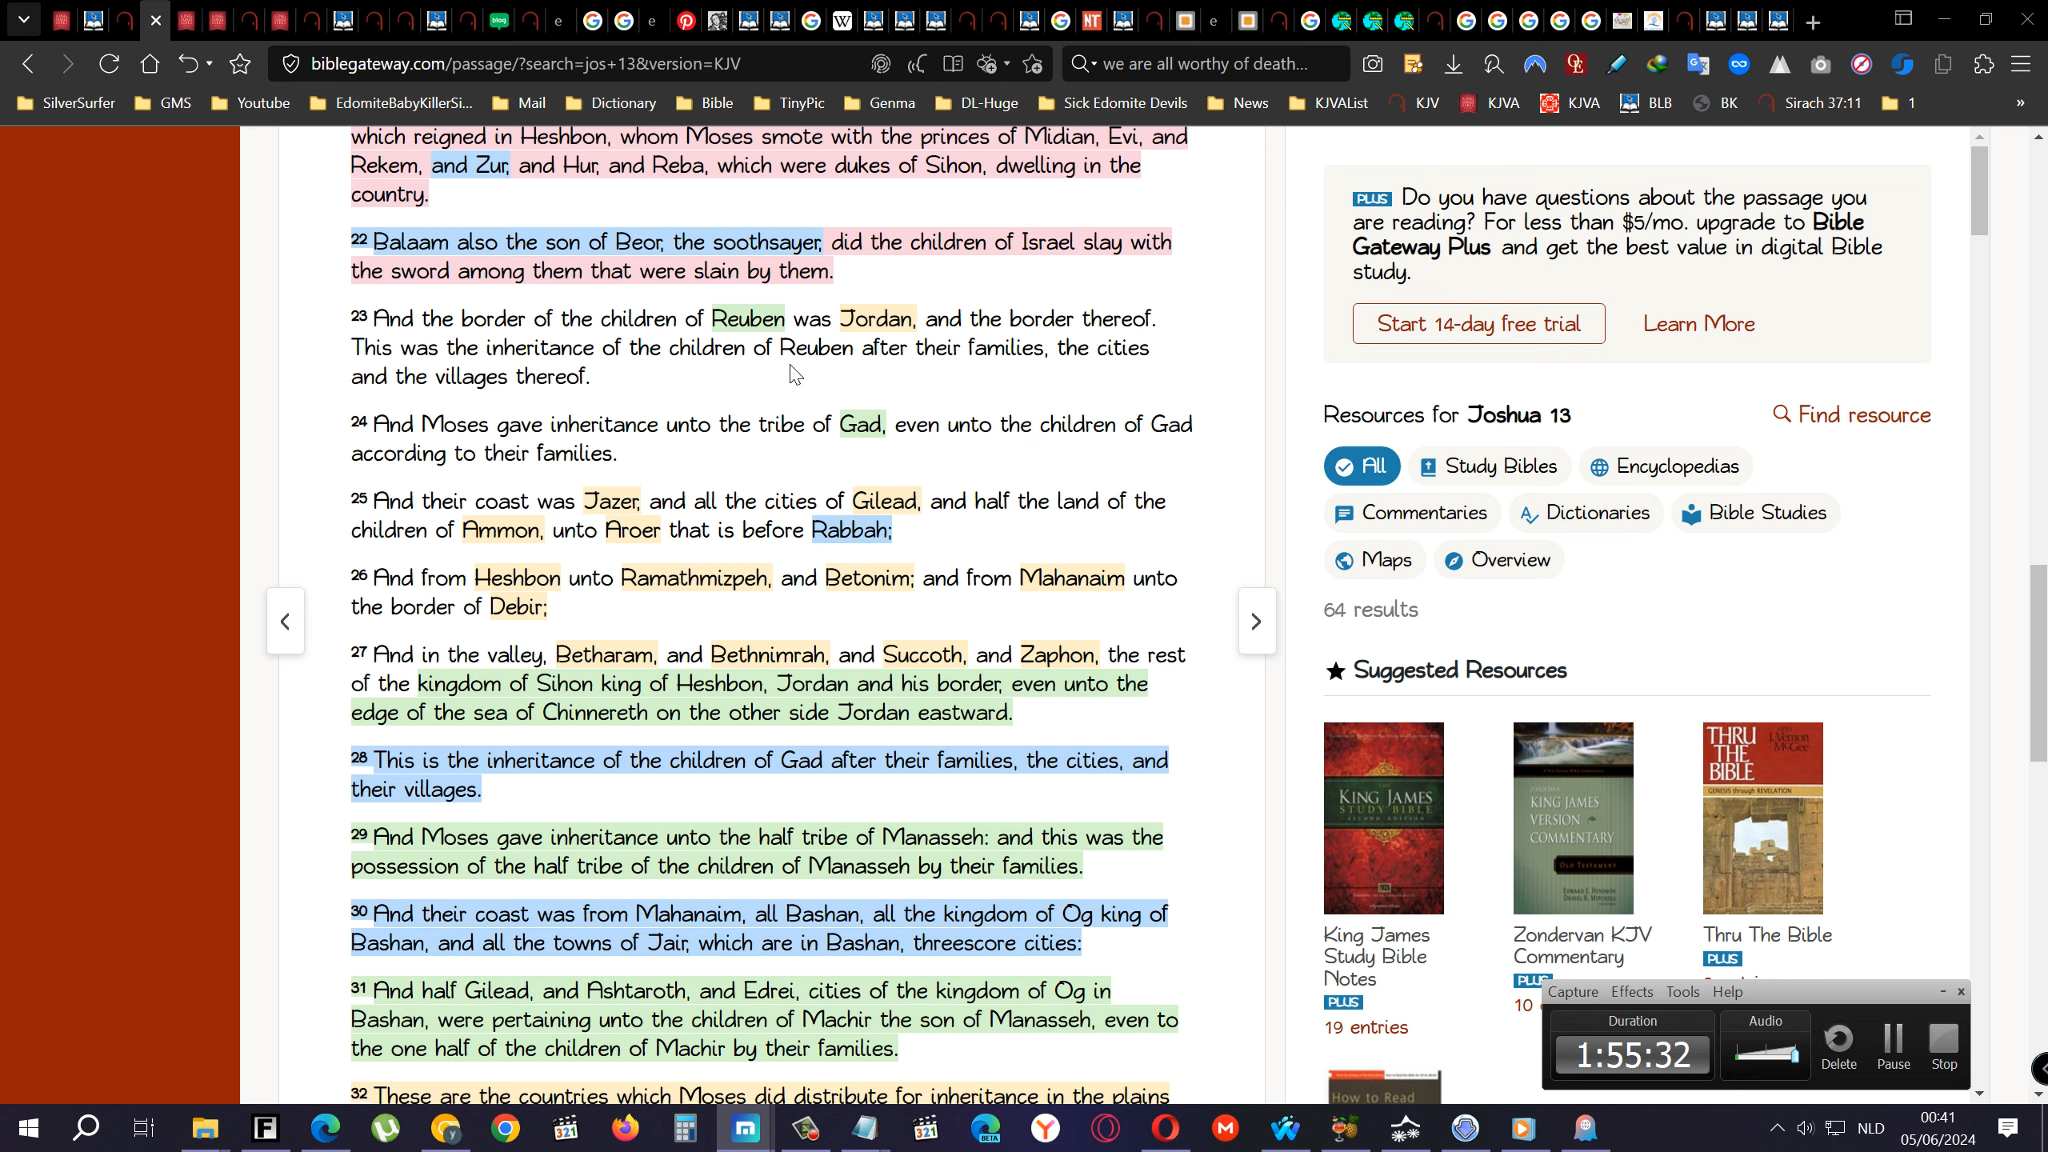 biblegateway.com/passage/?search=jos+13&version=KJV
we are all worthy of death...
SilverSurfer
GMS
Youtube
EdomiteBabyKillerSi...
Mail
Dictionary
Bible
TinyPic
Genma
DL-Huge
Sick Edomite Devils
News
KJVAList
KJV
KJVA
KJVA
BLB
BK
Sirach 37:11
1
»
which reigned in Heshbon, whom Moses smote with the princes of Midian, Evi, and
Rekem, and Zur, and Hur, and Reba, which were dukes of Sihon, dwelling in the
country.
22 Balaam also the son of Beor, the soothsayer, did the children of Israel slay with
the sword among them that were slain by them.
23 And the border of the children of Reuben was Jordan, and the border thereof.
This was the inheritance of the children of Reuben after their families, the cities
and the villages thereof.
24 And Moses gave inheritance unto the tribe of Gad, even unto the children of Gad
according to their families.
25 And their coast was Jazer, and all the cities of Gilead, and half the land of the
children of Ammon, unto Aroer that is before Rabbah;
26 And from Heshbon unto Ramathmizpeh, and Betonim; and from Mahanaim unto
the border of Debir;
27 And in the valley, Betharam, and Bethnimrah, and Succoth, and Zaphon, the rest
of the kingdom of Sihon king of Heshbon, Jordan and his border, even unto the
edge of the sea of Chinnereth on the other side Jordan eastward.
28 This is the inheritance of the children of Gad after their families, the cities, and
their villages.
29 And Moses gave inheritance unto the half tribe of Manasseh: and this was the
possession of the half tribe of the children of Manasseh by their families.
30 And their coast was from Mahanaim, all Bashan, all the kingdom of Og king of
Bashan, and all the towns of Jair, which are in Bashan, threescore cities:
31 And half Gilead, and Ashtaroth, and Edrei, cities of the kingdom of Og in
Bashan, were pertaining unto the children of Machir the son of Manasseh, even to
the one half of the children of Machir by their families.
32 These are the countries which Moses did distribute for inheritance in the plains
PLUS Do you have questions about the passage you
are reading? For less than $5/mo. upgrade to Bible
Gateway Plus and get the best value in digital Bible
study.
Start 14-day free trial
Learn More
Resources for Joshua 13
Find resource
All
Study Bibles
Encyclopedias
Commentaries
Dictionaries
Bible Studies
Maps
Overview
64 results
Suggested Resources
KING JAMES
STUDY BIBLE
SECOND EDITION
KING JAMES
VERSION
COMMENTARY
OLD TESTAMENT
THRU
THE
BIBLE
J. Vernon
McGee
GENESIS through REVELATION
King James
Study Bible
Notes
PLUS
19 entries
Zondervan KJV
Commentary
PLUS
10
Thru The Bible
PLUS
How to Read
Capture Effects Tools Help
Duration
1:55:32
Audio
Delete
Pause
Stop
NLD
00:41
05/06/2024